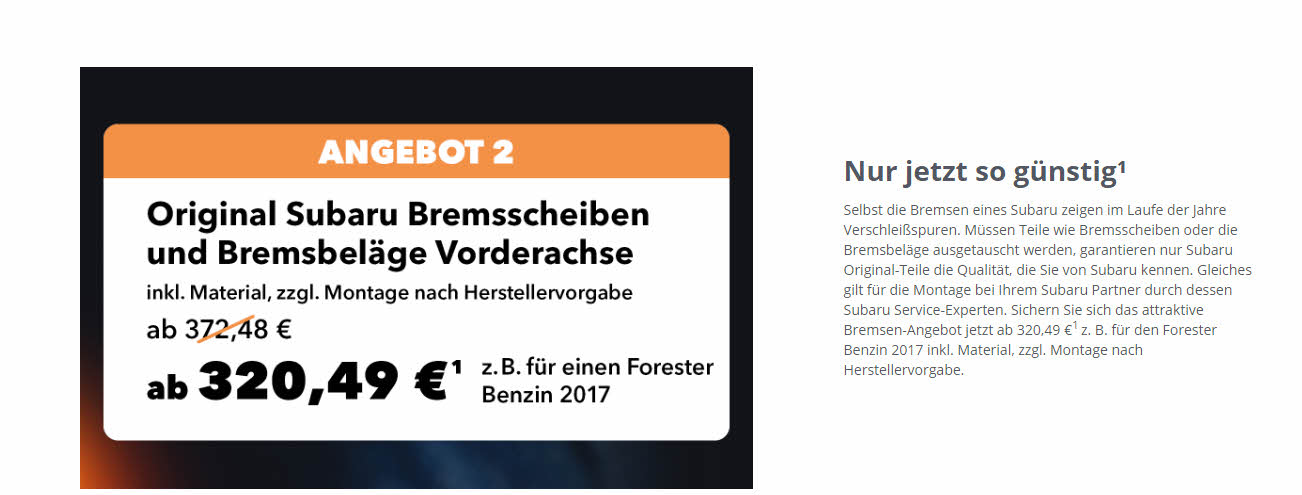 ANGEBOT 2
Original Subaru Bremsscheiben
und Bremsbeläge Vorderachse
inkl. Material, zzgl. Montage nach Herstellervorgabe
ab 372,48 €
ab 320,49 €¹ z.B. für einen Forester
Benzin 2017
Nur jetzt so günstig¹
Selbst die Bremsen eines Subaru zeigen im Laufe der Jahre
Verschleißspuren. Müssen Teile wie Bremsscheiben oder die
Bremsbeläge ausgetauscht werden, garantieren nur Subaru
Original-Teile die Qualität, die Sie von Subaru kennen. Gleiches
gilt für die Montage bei Ihrem Subaru Partner durch dessen
Subaru Service-Experten. Sichern Sie sich das attraktive
Bremsen-Angebot jetzt ab 320,49 €¹ z. B. für den Forester
Benzin 2017 inkl. Material, zzgl. Montage nach
Herstellervorgabe.